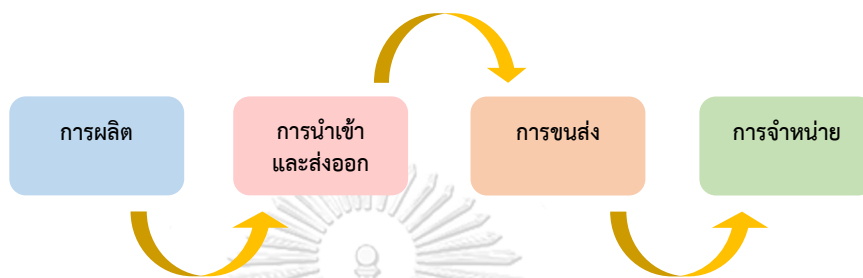 การผลิต
การนำเข้า
และส่งออก
การขนส่ง
การจำหน่าย